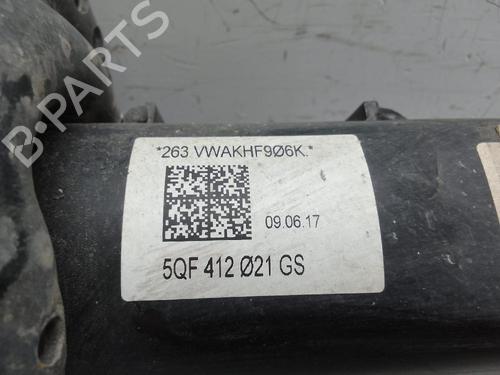 *263 VWAKHF9Ø6K.*
09.06.17
5QF 412 Ø21 GS
B-PARTS